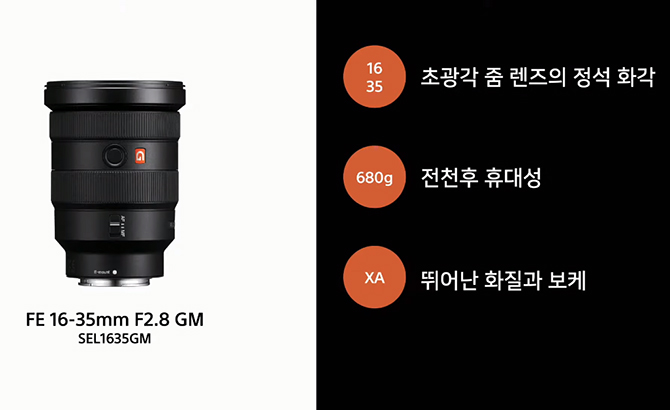 G
FE 16-35mm F2.8 GM
SEL1635GM
16
35
초광각 줌 렌즈의 정석 화각
680g
전천후 휴대성
XA
뛰어난 화질과 보케